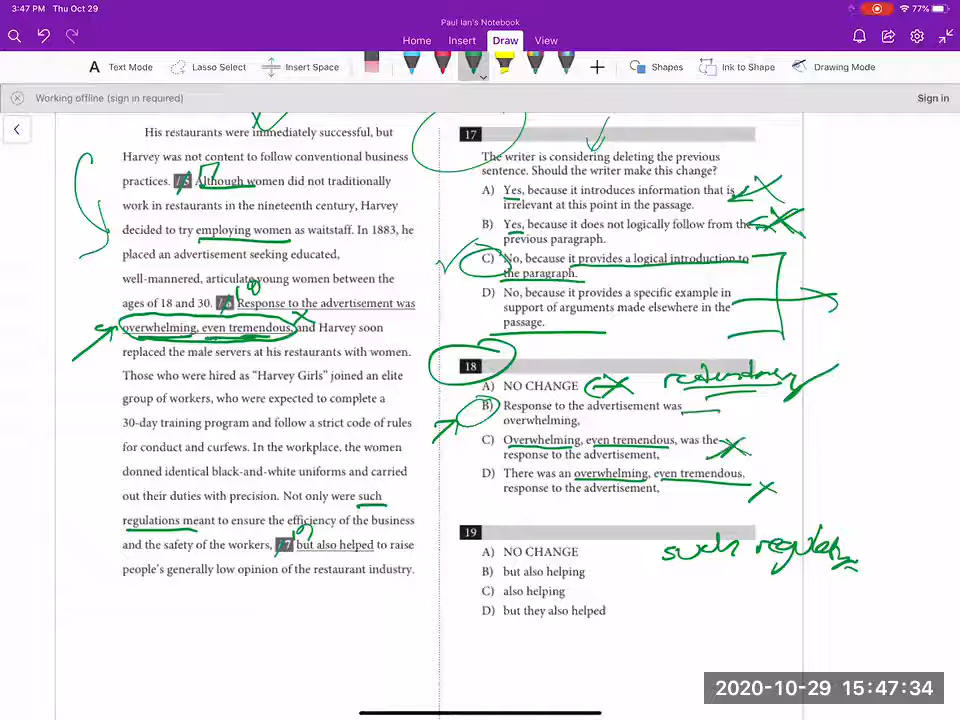 3:47 PM Thu Oct 29
77%
Paul Ian's Notebook
Home Insert Draw View
A Text Mode Lasso Select Insert Space Shapes Ink to Shape Drawing Mode
Working offline (sign in required) Sign in
His restaurants were immediately successful, but
Harvey was not content to follow conventional business
practices. Although women did not traditionally
work in restaurants in the nineteenth century, Harvey
decided to try employing women as waitstaff. In 1883, he
placed an advertisement seeking educated,
well-mannered, articulate young women between the
ages of 18 and 30. 18 Response to the advertisement was
overwhelming, even tremendous, and Harvey soon
replaced the male servers at his restaurants with women.
Those who were hired as “Harvey Girls” joined an elite
group of workers, who were expected to complete a
30-day training program and follow a strict code of rules
for conduct and curfews. In the workplace, the women
donned identical black-and-white uniforms and carried
out their duties with precision. Not only were such
regulations meant to ensure the efficiency of the business
and the safety of the workers, 19 but also helped to raise
people’s generally low opinion of the restaurant industry.
17
The writer is considering deleting the previous
sentence. Should the writer make this change?
A) Yes, because it introduces information that is
irrelevant at this point in the passage.
B) Yes, because it does not logically follow from the
previous paragraph.
C) No, because it provides a logical introduction to
the paragraph.
D) No, because it provides a specific example in
support of arguments made elsewhere in the
passage.
18
A) NO CHANGE redundancy
B) Response to the advertisement was
overwhelming,
C) Overwhelming, even tremendous, was the
response to the advertisement,
D) There was an overwhelming, even tremendous,
response to the advertisement,
19
such regulations
A) NO CHANGE
B) but also helping
C) also helping
D) but they also helped
2020-10-29 15:47:34